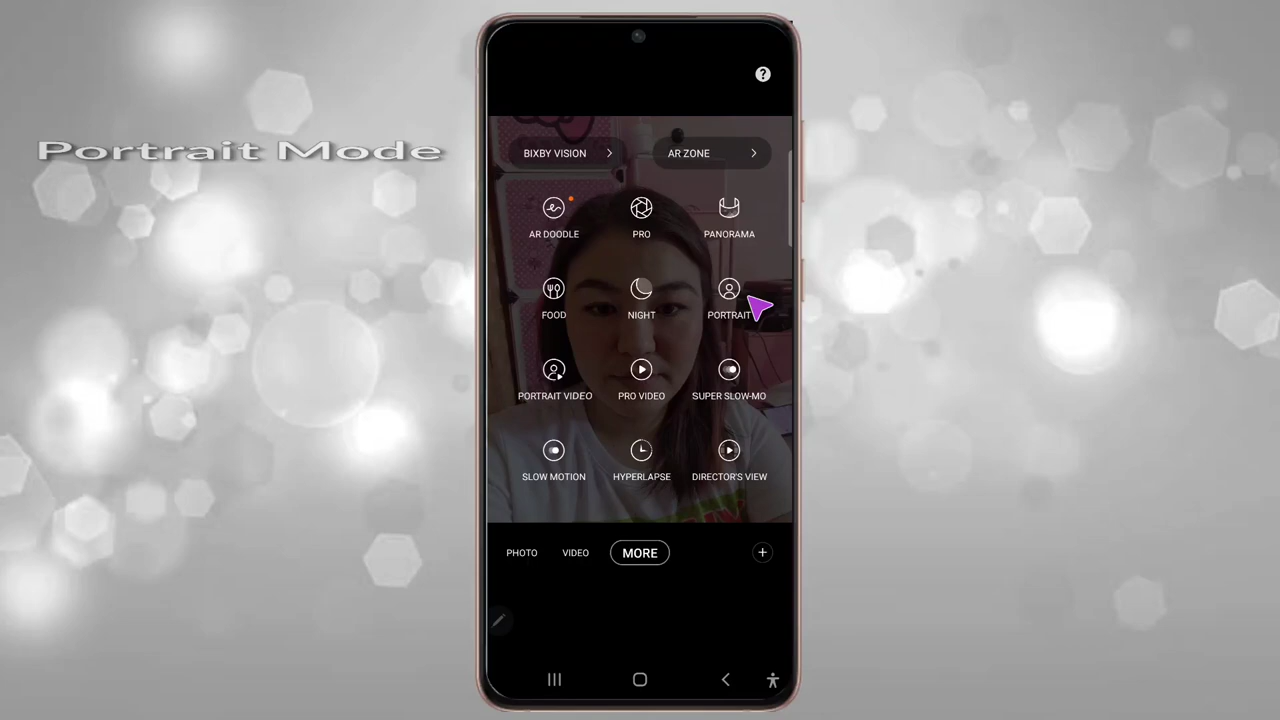 Portrait Mode
?
BIXBY VISION >
AR ZONE >
AR DOODLE
PRO
PANORAMA
FOOD
NIGHT
PORTRAIT
PORTRAIT VIDEO
PRO VIDEO
SUPER SLOW-MO
SLOW MOTION
HYPERLAPSE
DIRECTOR'S VIEW
PHOTO
VIDEO
MORE
+